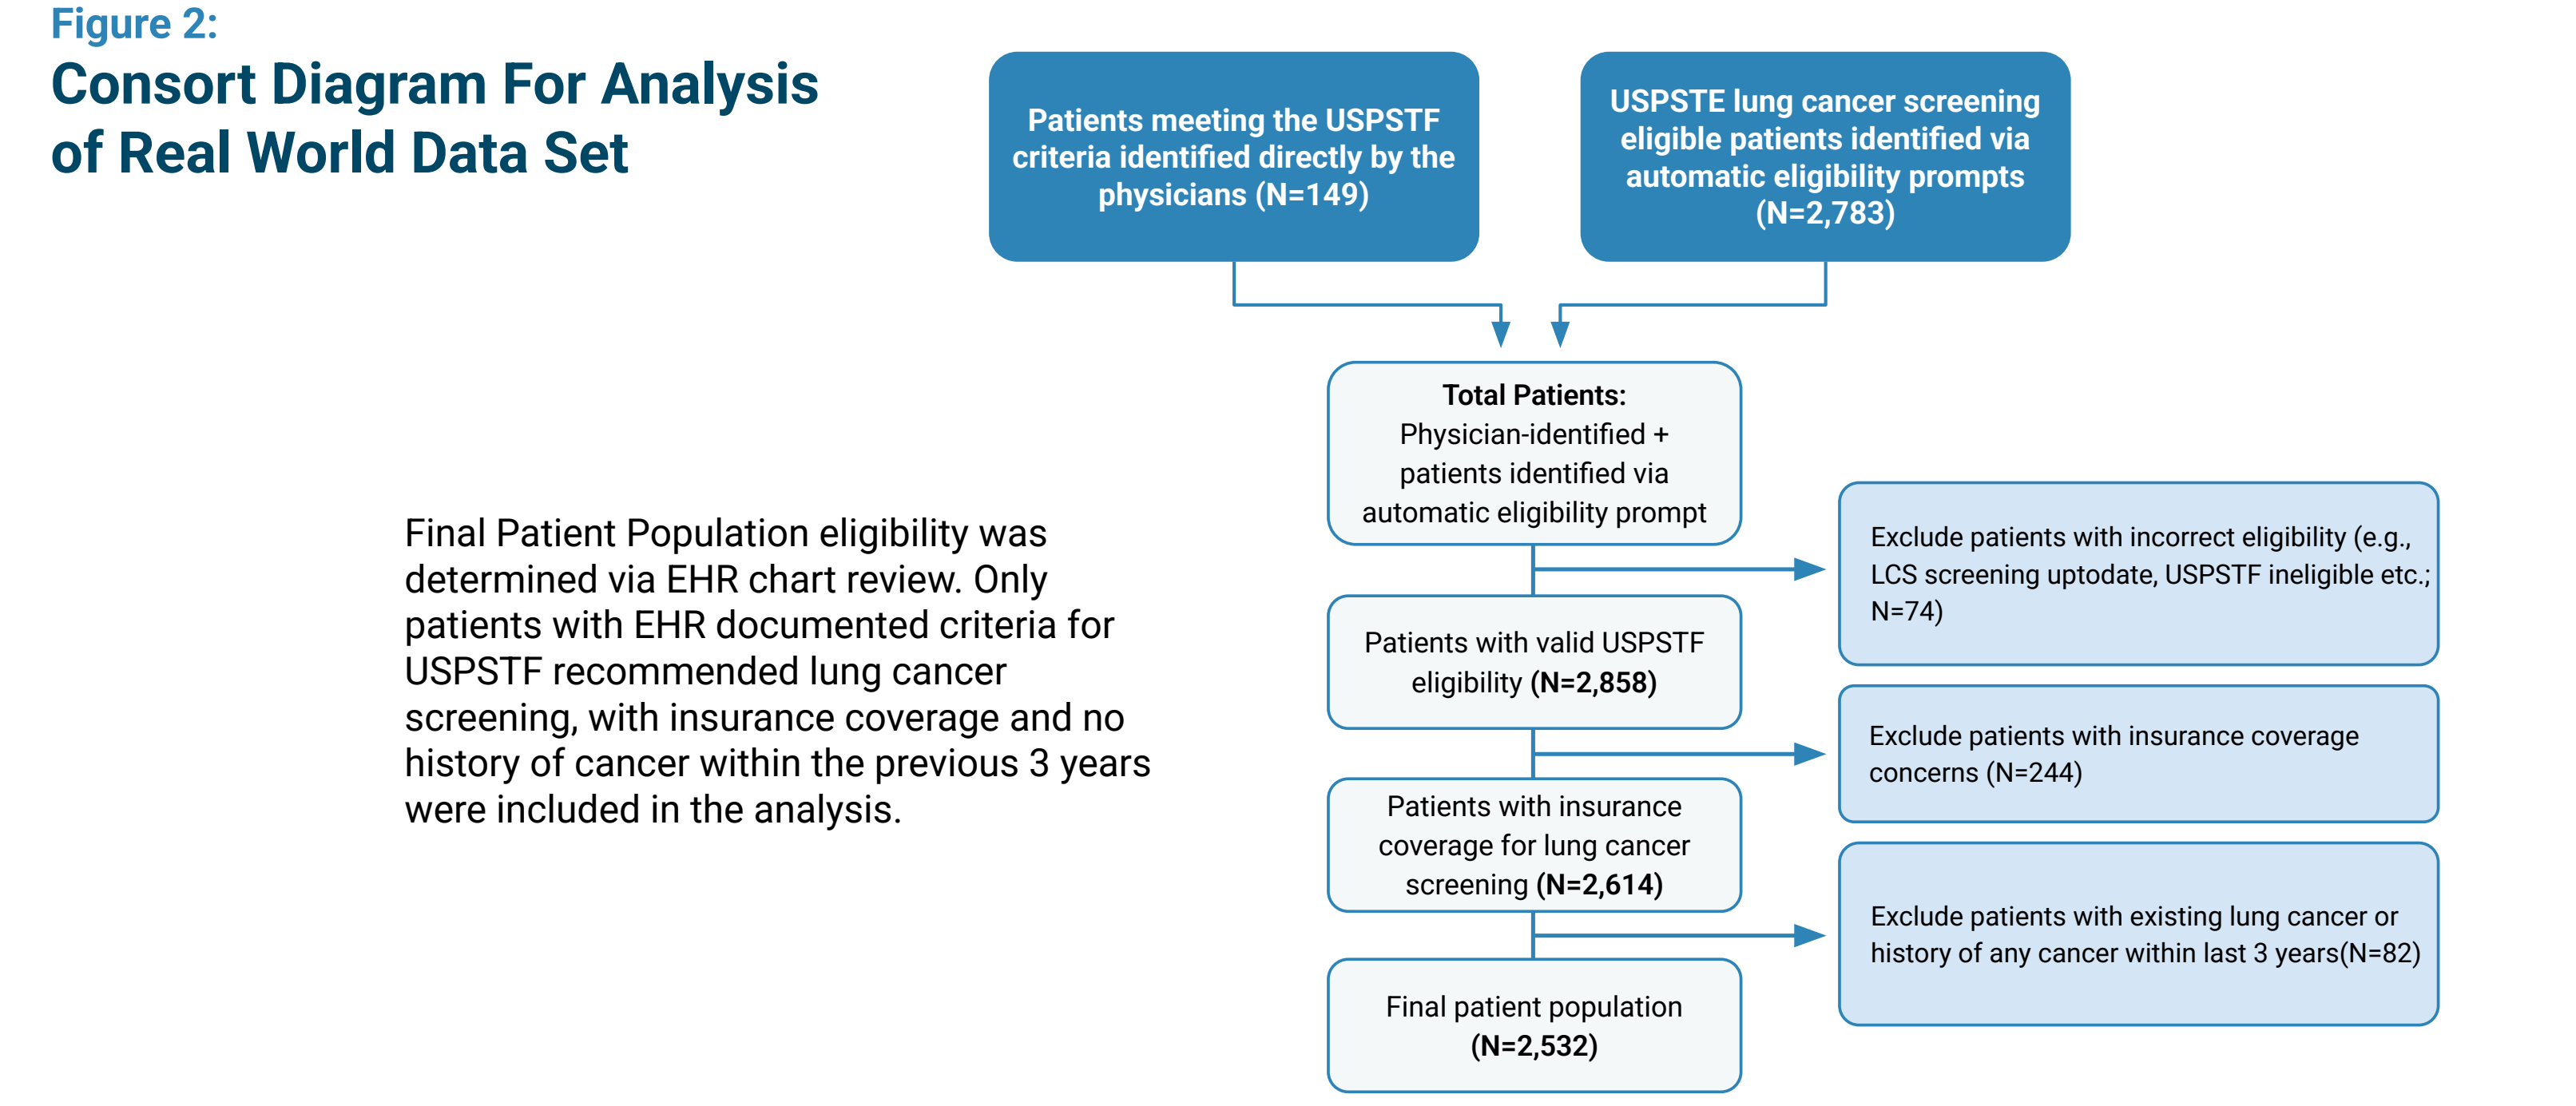 Figure 2:
Consort Diagram For Analysis
of Real World Data Set
Patients meeting the USPSTF
criteria identified directly by the
physicians (N=149)
USPSTE lung cancer screening
eligible patients identified via
automatic eligibility prompts
(N=2,783)
Total Patients:
Physician-identified +
patients identified via
automatic eligibility prompt
Exclude patients with incorrect eligibility (e.g.,
LCS screening uptodate, USPSTF ineligible etc.;
N=74)
Final Patient Population eligibility was
determined via EHR chart review. Only
patients with EHR documented criteria for
USPSTF recommended lung cancer
screening, with insurance coverage and no
history of cancer within the previous 3 years
were included in the analysis.
Patients with valid USPSTF
eligibility (N=2,858)
Exclude patients with insurance coverage
concerns (N=244)
Patients with insurance
coverage for lung cancer
screening (N=2,614)
Exclude patients with existing lung cancer or
history of any cancer within last 3 years(N=82)
Final patient population
(N=2,532)